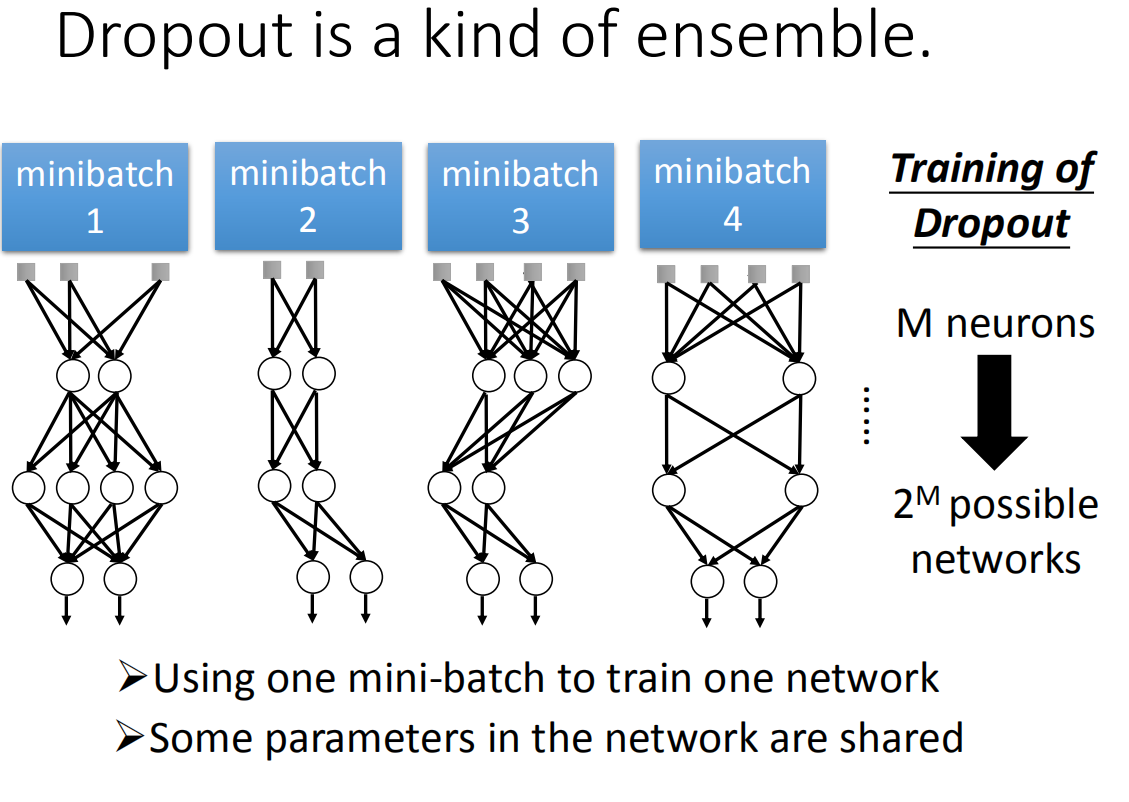 Dropout is a kind of ensemble.
minibatch
1
minibatch
2
minibatch
3
minibatch
4
Training of
Dropout
M neurons
2ᴹ possible
networks
......
➢Using one mini-batch to train one network
➢Some parameters in the network are shared